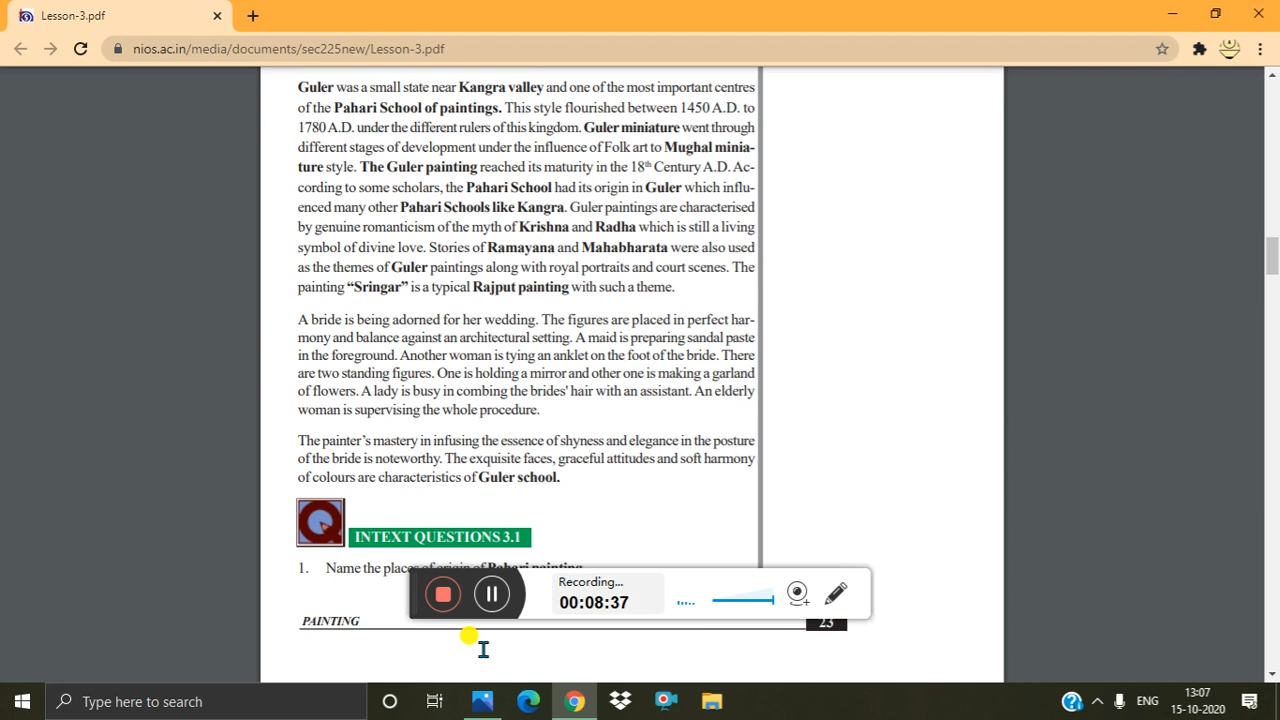 Lesson-3.pdf
nios.ac.in/media/documents/sec225new/Lesson-3.pdf
Guler was a small state near Kangra valley and one of the most important centres
of the Pahari School of paintings. This style flourished between 1450 A.D. to
1780 A.D. under the different rulers of this kingdom. Guler miniature went through
different stages of development under the influence of Folk art to Mughal minia-
ture style. The Guler painting reached its maturity in the 18th Century A.D. Ac-
cording to some scholars, the Pahari School had its origin in Guler which influ-
enced many other Pahari Schools like Kangra. Guler paintings are characterised
by genuine romanticism of the myth of Krishna and Radha which is still a living
symbol of divine love. Stories of Ramayana and Mahabharata were also used
as the themes of Guler paintings along with royal portraits and court scenes. The
painting “Sringar” is a typical Rajput painting with such a theme.
A bride is being adorned for her wedding. The figures are placed in perfect har-
mony and balance against an architectural setting. A maid is preparing sandal paste
in the foreground. Another woman is tying an anklet on the foot of the bride. There
are two standing figures. One is holding a mirror and other one is making a garland
of flowers. A lady is busy in combing the brides' hair with an assistant. An elderly
woman is supervising the whole procedure.
The painter’s mastery in infusing the essence of shyness and elegance in the posture
of the bride is noteworthy. The exquisite faces, graceful attitudes and soft harmony
of colours are characteristics of Guler school.
INTEXT QUESTIONS 3.1
1. Name the places of origin of Pahari painting
Recording...
00:08:37
PAINTING 23
Type here to search
ENG
13:07
15-10-2020